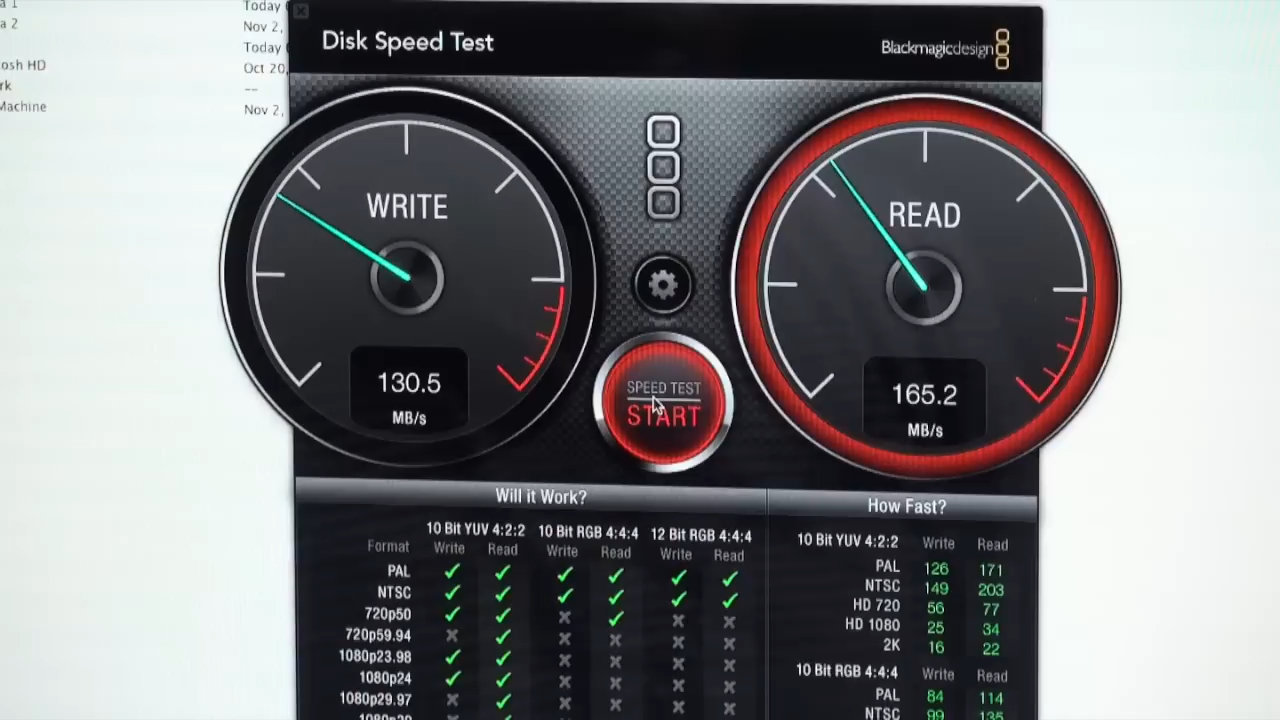 a 1
Today
a 2
Nov 2,
Today
osh HD
Oct 20,
rk
--
Machine
Nov 2,
Disk Speed Test
Blackmagicdesign
WRITE
READ
130.5
MB/s
165.2
MB/s
SPEED TEST
START
Will it Work?
How Fast?
10 Bit YUV 4:2:2 10 Bit RGB 4:4:4 12 Bit RGB 4:4:4
Format Write Read Write Read Write Read
PAL ✓ ✓ ✓ ✓ ✓ ✓
NTSC ✓ ✓ ✓ ✓ ✓ ✓
720p50 ✓ ✓ ✗ ✓ ✗ ✗
720p59.94 ✗ ✓ ✗ ✗ ✗ ✗
1080p23.98 ✓ ✓ ✗ ✗ ✗ ✗
1080p24 ✓ ✓ ✗ ✗ ✗ ✗
1080p29.97 ✗ ✓ ✗ ✗ ✗ ✗
10 Bit YUV 4:2:2 Write Read
PAL 126 171
NTSC 149 203
HD 720 56 77
HD 1080 25 34
2K 16 22
10 Bit RGB 4:4:4 Write Read
PAL 84 114
NTSC 99 135